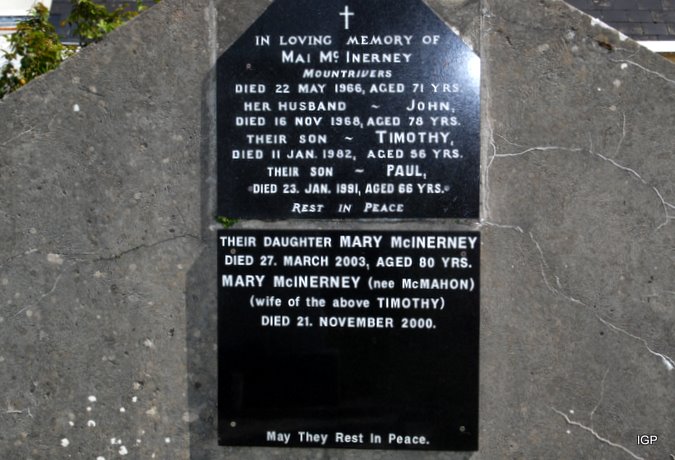 IN LOVING MEMORY OF
MAI Mc INERNEY
MOUNTRIVERS
DIED 22 MAY 1966, AGED 71 YRS.
HER HUSBAND ~ JOHN,
DIED 16 NOV 1968, AGED 78 YRS.
THEIR SON ~ TIMOTHY,
DIED 11 JAN. 1982, AGED 56 YRS.
THEIR SON ~ PAUL,
DIED 23. JAN. 1991, AGED 66 YRS.
REST IN PEACE
THEIR DAUGHTER MARY McINERNEY
DIED 27. MARCH 2003, AGED 80 YRS.
MARY McINERNEY (nee McMAHON)
(wife of the above TIMOTHY)
DIED 21. NOVEMBER 2000.
May They Rest In Peace.
IGP